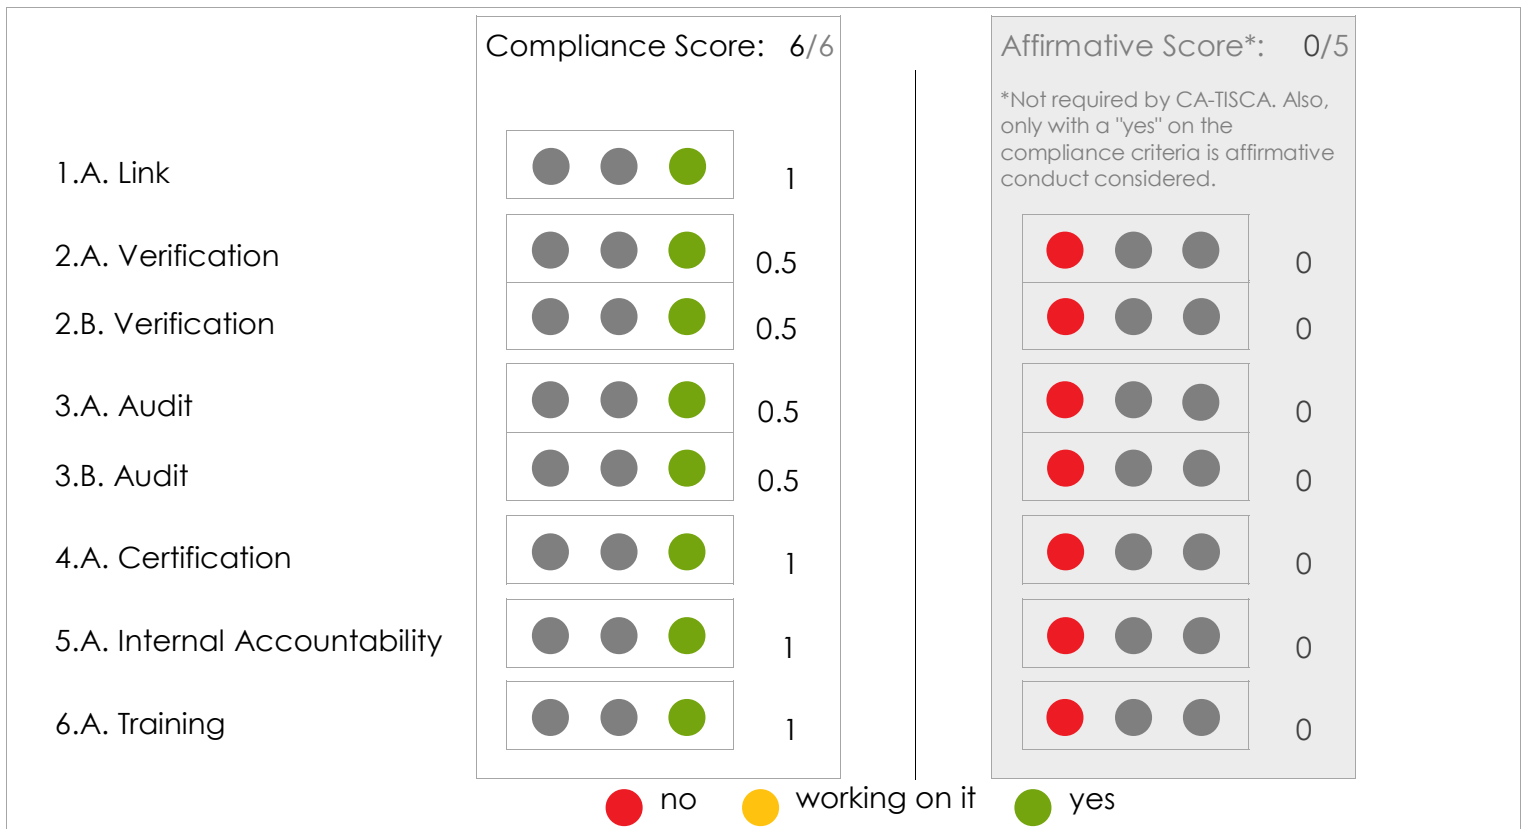 Compliance Score: 6/6
Affirmative Score*: 0/5
*Not required by CA-TISCA. Also,
only with a "yes" on the
compliance criteria is affirmative
conduct considered.
1.A. Link 1
2.A. Verification 0.5 0
2.B. Verification 0.5 0
3.A. Audit 0.5 0
3.B. Audit 0.5 0
4.A. Certification 1 0
5.A. Internal Accountability 1 0
6.A. Training 1 0
no working on it yes